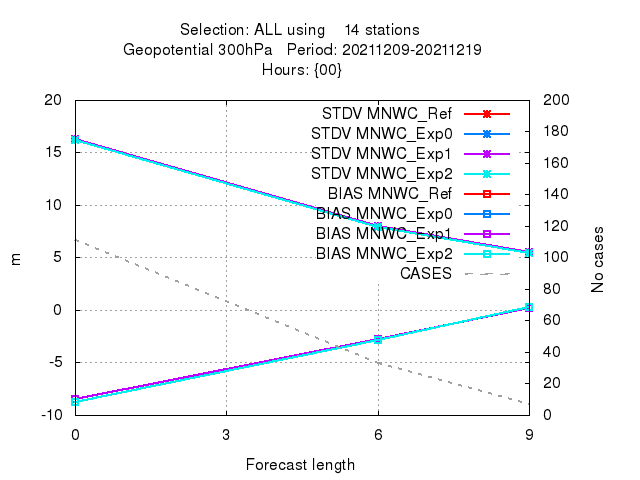 Selection: ALL using 14 stations
Geopotential 300hPa Period: 20211209-20211219
Hours: {00}
20 200
STDV MNWC_Ref
180
STDV MNWC_Exp0
15 160
STDV MNWC_Exp1
STDV MNWC_Exp2
140
BIAS MNWC_Ref
10
BIAS MNWC_Exp0
120
BIAS MNWC_Exp1
BIAS MNWC_Exp2
5 100
CASES
80
0
60
-5
40
20
-10 0
0 3 6 9
m
No cases
Forecast length